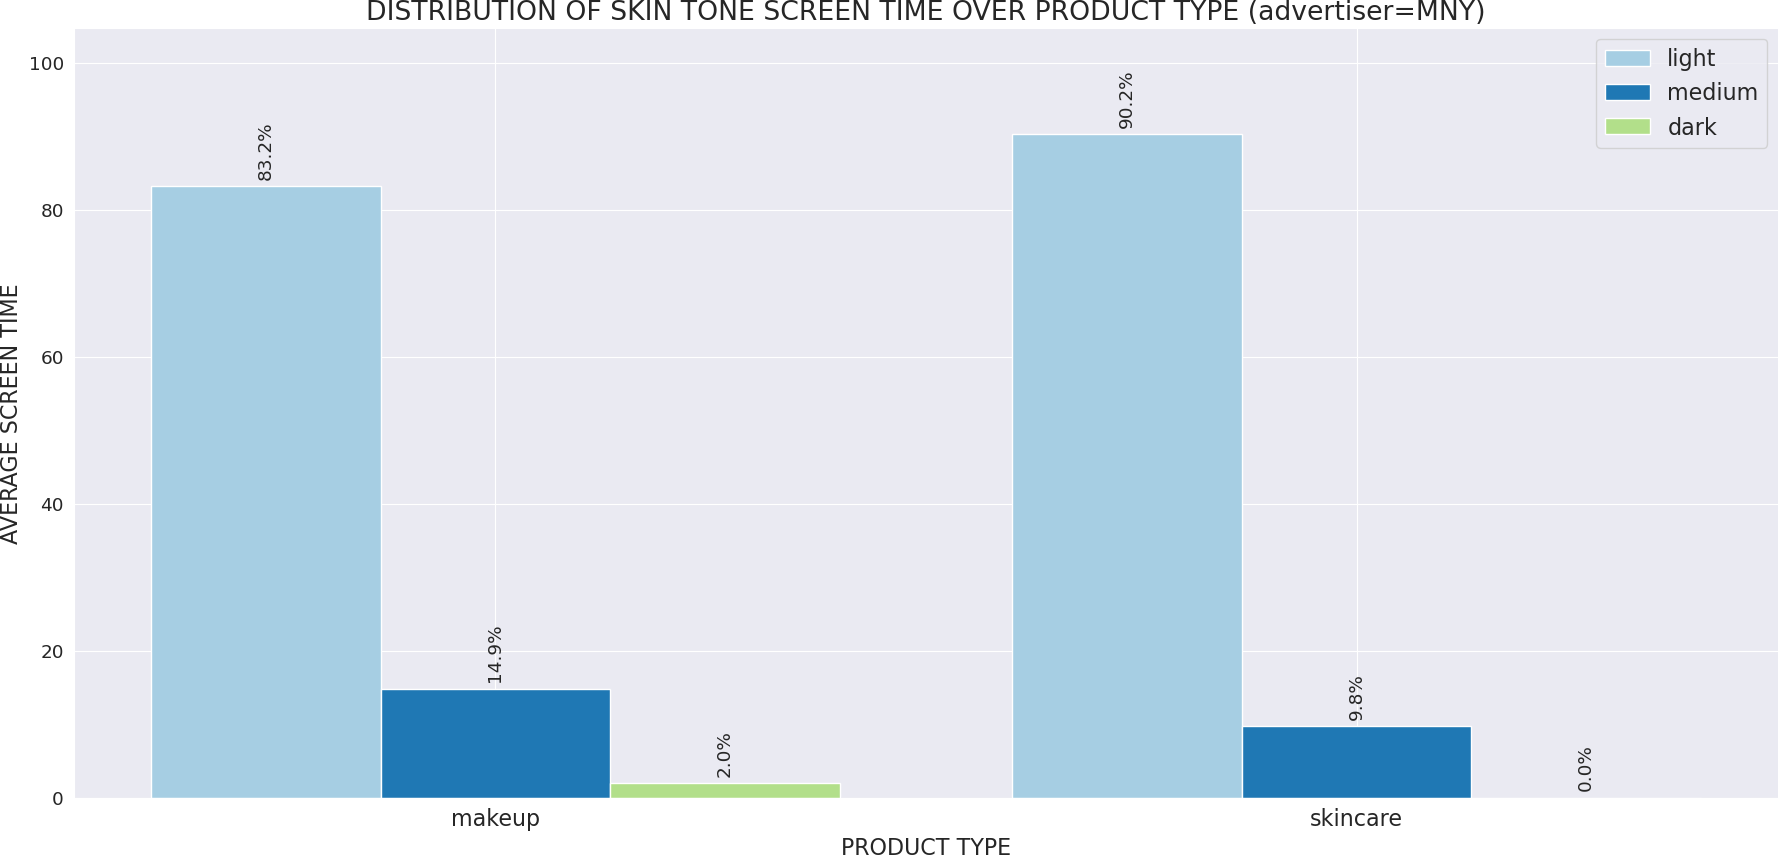 DISTRIBUTION OF SKIN TONE SCREEN TIME OVER PRODUCT TYPE (advertiser=MNY)
light
medium
dark
AVERAGE SCREEN TIME
100
80
60
40
20
0
83.2%
14.9%
2.0%
90.2%
9.8%
0.0%
makeup
skincare
PRODUCT TYPE